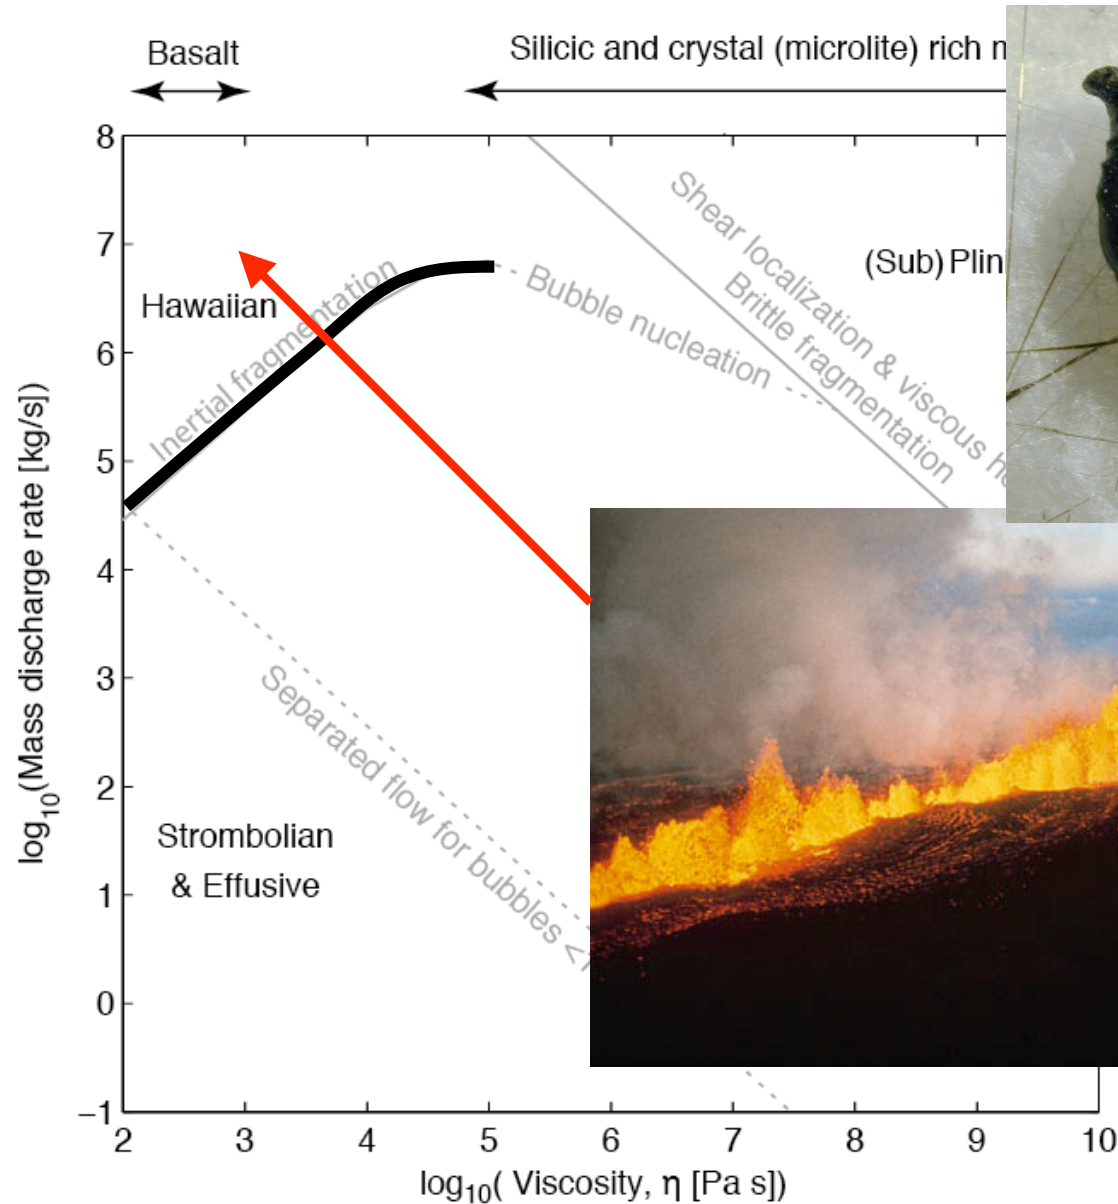 Basalt
Silicic and crystal (microlite) rich
8
7
6
5
4
3
2
1
0
−1
log10(Mass discharge rate [kg/s])
Hawaiian
Inertial fragmentation
Bubble nucleation
Shear localization & viscous
Brittle fragmentation
(Sub) Plini
Separated flow for bubbles <
Strombolian
& Effusive
2 3 4 5 6 7 8 9 10
log10( Viscosity, η [Pa s])